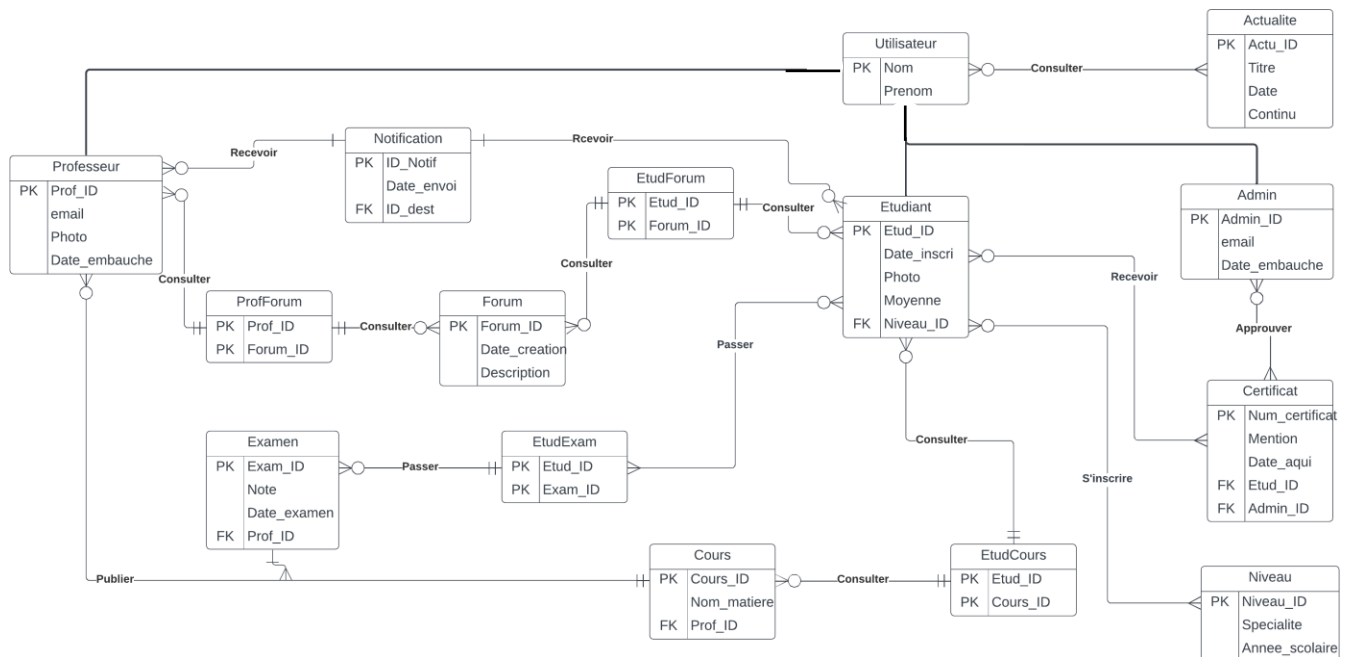 Actualite
PK Actu_ID
Titre
Date
Continu
Utilisateur
PK Nom
Prenom
Consulter
Notification
PK ID_Notif
Date_envoi
FK ID_dest
Recevoir
Rcevoir
Professeur
PK Prof_ID
email
Photo
Date_embauche
EtudForum
PK Etud_ID
PK Forum_ID
Consulter
Etudiant
PK Etud_ID
Date_inscri
Photo
Moyenne
FK Niveau_ID
Admin
PK Admin_ID
email
Date_embauche
Consulter
Consulter
Recevoir
ProfForum
PK Prof_ID
PK Forum_ID
Consulter
Forum
PK Forum_ID
Date_creation
Description
Passer
Approuver
Certificat
PK Num_certificat
Mention
Date_aqui
FK Etud_ID
FK Admin_ID
Examen
PK Exam_ID
Note
Date_examen
FK Prof_ID
Passer
EtudExam
PK Etud_ID
PK Exam_ID
Consulter
S'inscrire
Publier
Cours
PK Cours_ID
Nom_matiere
FK Prof_ID
Consulter
EtudCours
PK Etud_ID
PK Cours_ID
Niveau
PK Niveau_ID
Specialite
Annee_scolaire